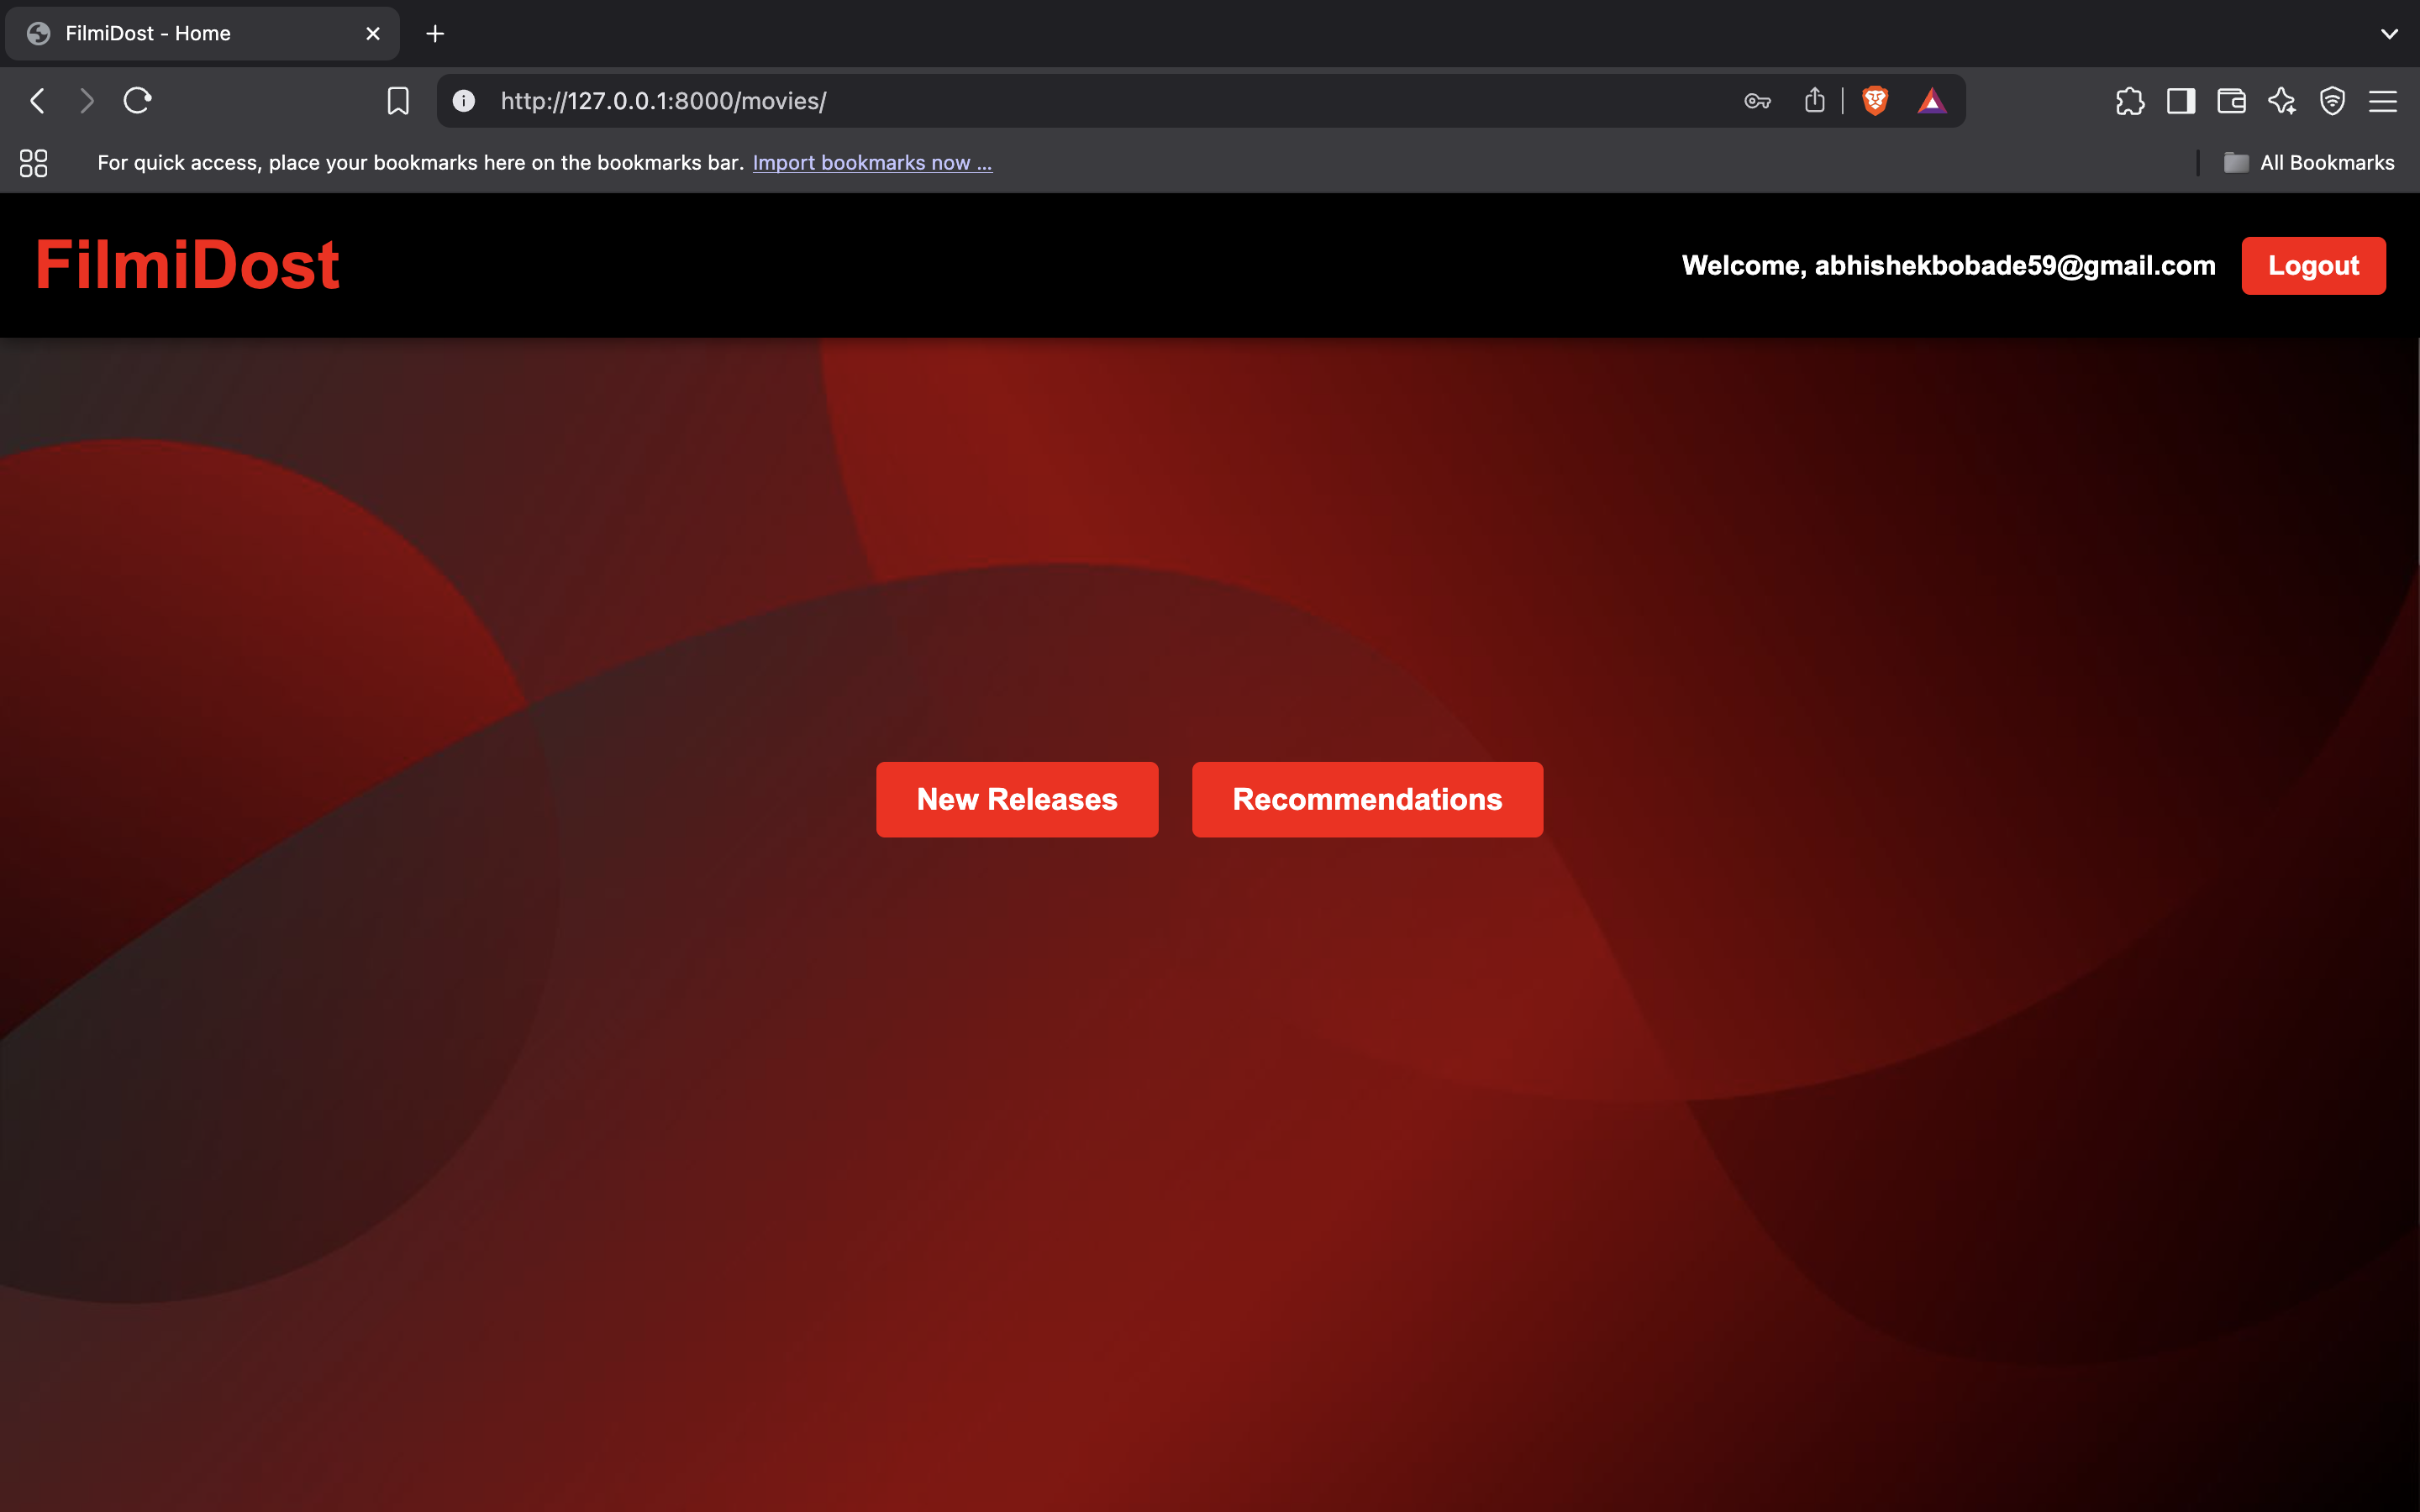 FilmiDost - Home
http://127.0.0.1:8000/movies/
For quick access, place your bookmarks here on the bookmarks bar. Import bookmarks now ...
All Bookmarks
FilmiDost
Welcome, abhishekbobade59@gmail.com
Logout
New Releases
Recommendations